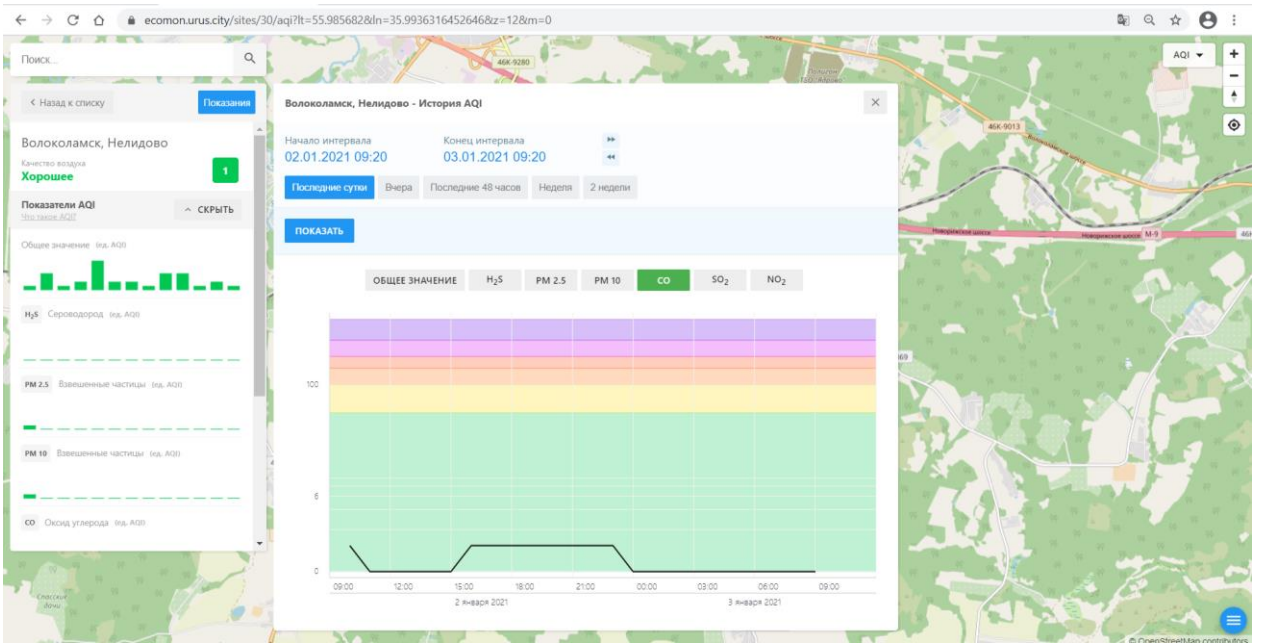 ecomon.urus.city/sites/30/aqi?lt=55.985682&ln=35.9936316452646&z=12&m=0
Поиск...
46K-9280
AQI
< Назад к списку
Показания
Волоколамск, Нелидово - История AQI
Волоколамск, Нелидово
Качество воздуха
Хорошее
1
Начало интервала
Конец интервала
02.01.2021 09:20
03.01.2021 09:20
46K-9013
Последние сутки
Вчера
Последние 48 часов
Неделя
2 недели
Показатели AQI
Что такое AQI?
СКРЫТЬ
ПОКАЗАТЬ
Новорижское шоссе
Новорижское шоссе
М-9
Общее значение (ед. AQI)
ОБЩЕЕ ЗНАЧЕНИЕ
H₂S
PM 2.5
PM 10
CO
SO₂
NO₂
H₂S Сероводород (ед. AQI)
PM 2.5 Взвешенные частицы (ед. AQI)
100
PM 10 Взвешенные частицы (ед. AQI)
6
CO Оксид углерода (ед. AQI)
0
09:00
12:00
15:00
18:00
21:00
00:00
03:00
06:00
09:00
2 января 2021
3 января 2021
Спасские
дачи
© OpenStreetMap contributors